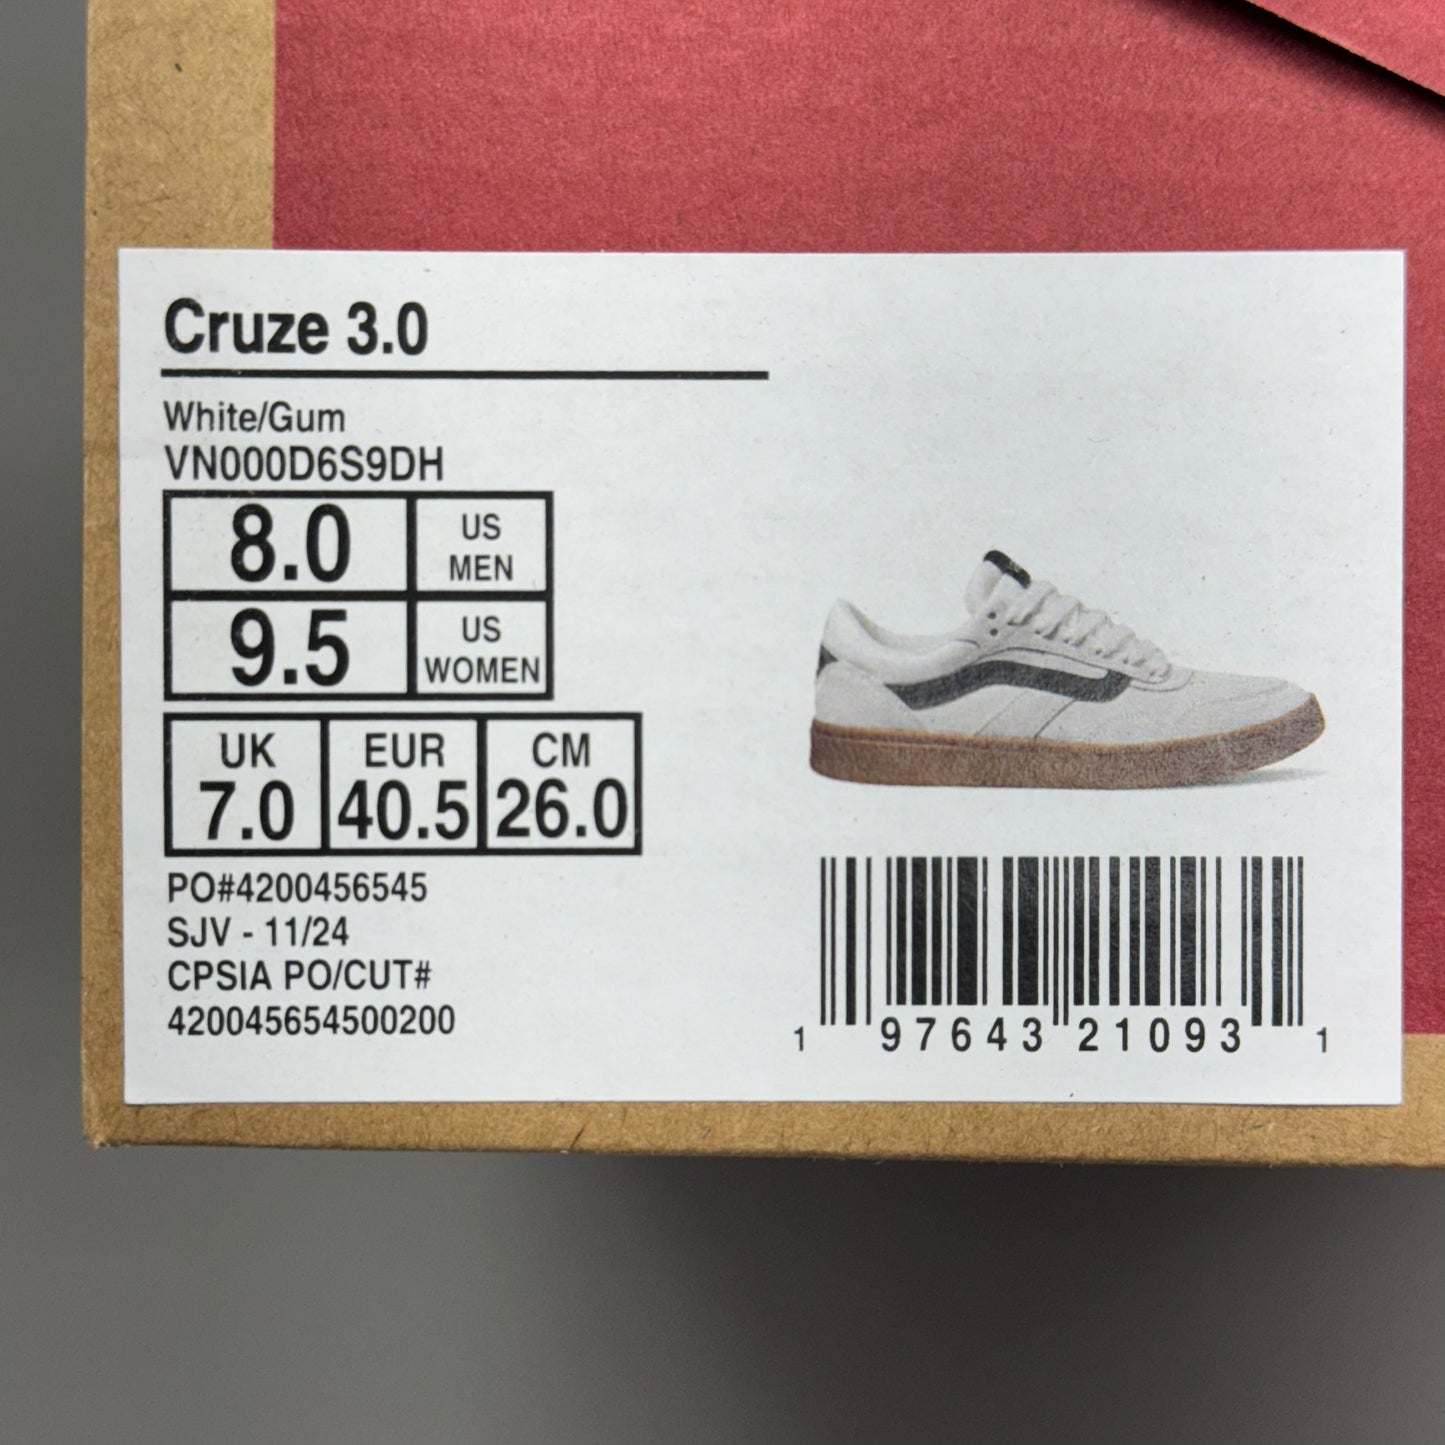 Cruze 3.0
White/Gum
VN000D6S9DH
8.0 US MEN
9.5 US WOMEN
UK EUR CM
7.0 40.5 26.0
PO#4200456545
SJV - 11/24
CPSIA PO/CUT#
420045654500200
1 97643 21093 1